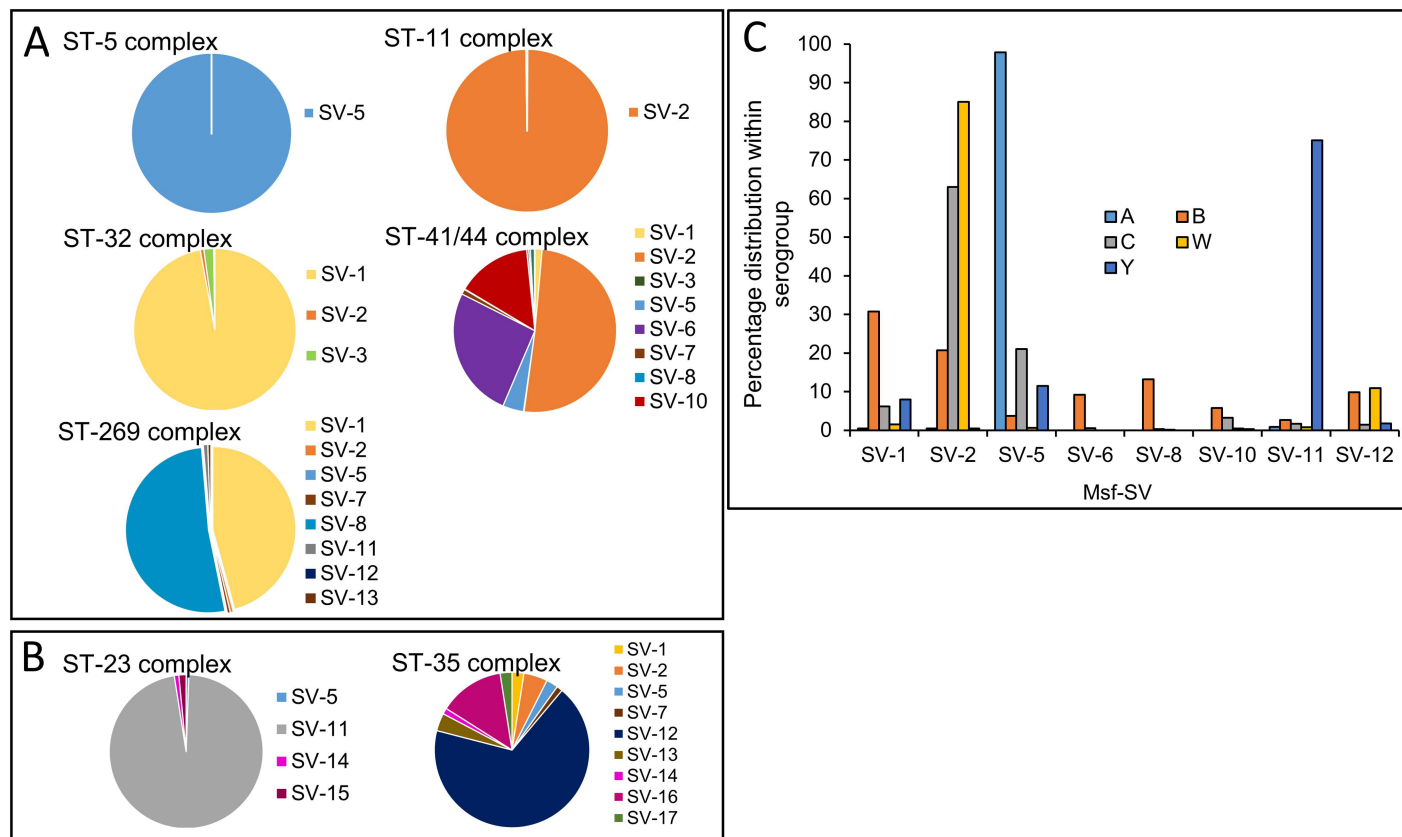 A
ST-5 complex
SV-5
ST-11 complex
SV-2
ST-32 complex
SV-1
SV-2
SV-3
ST-41/44 complex
SV-1
SV-2
SV-3
SV-5
SV-6
SV-7
SV-8
SV-10
ST-269 complex
SV-1
SV-2
SV-5
SV-7
SV-8
SV-11
SV-12
SV-13
B
ST-23 complex
SV-5
SV-11
SV-14
SV-15
ST-35 complex
SV-1
SV-2
SV-5
SV-7
SV-12
SV-13
SV-14
SV-16
SV-17
C
Percentage distribution within
serogroup
100
90
80
70
60
50
40
30
20
10
0
A B
C W
Y
SV-1 SV-2 SV-5 SV-6 SV-8 SV-10 SV-11 SV-12
Msf-SV